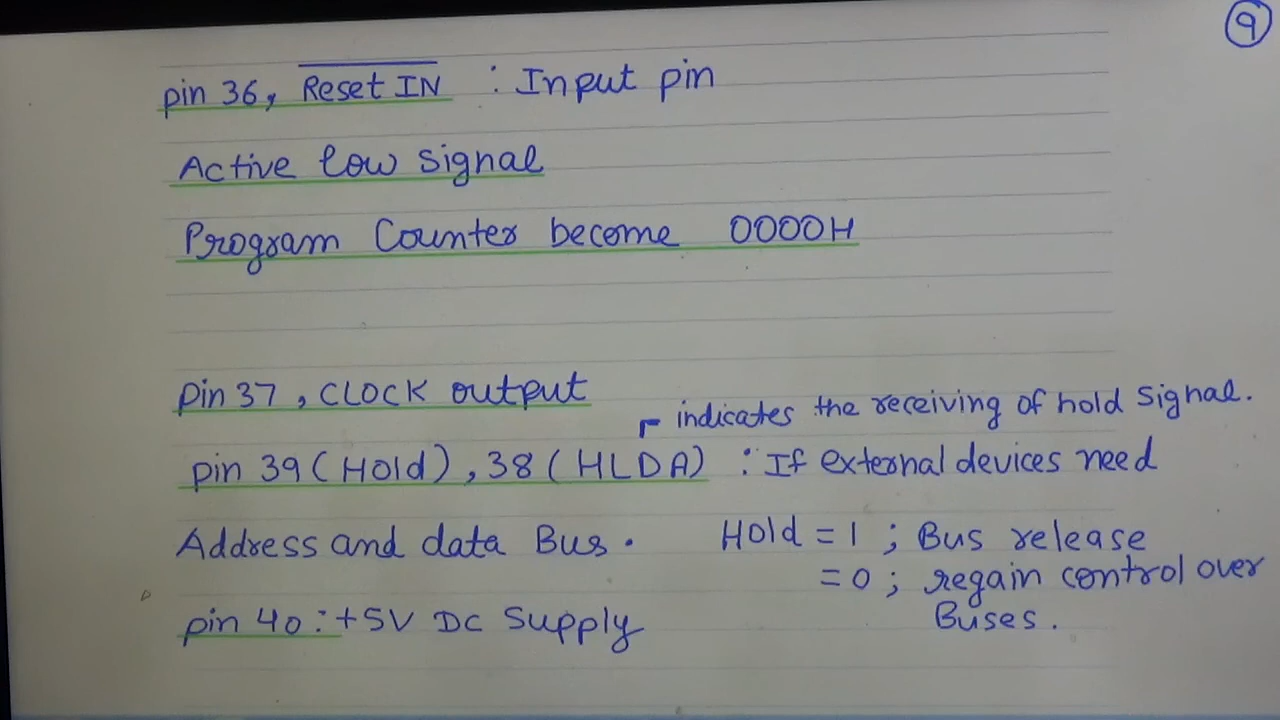 9
pin 36, Reset IN : Input pin
Active low signal
Program Counter become 0000H
Pin 37, CLOCK output
indicates the receiving of hold signal.
pin 39 (Hold), 38 (HLDA) : If external devices need
Address and data Bus. Hold = 1 ; Bus release
= 0 ; regain control over
Buses.
pin 40 : +5V DC Supply